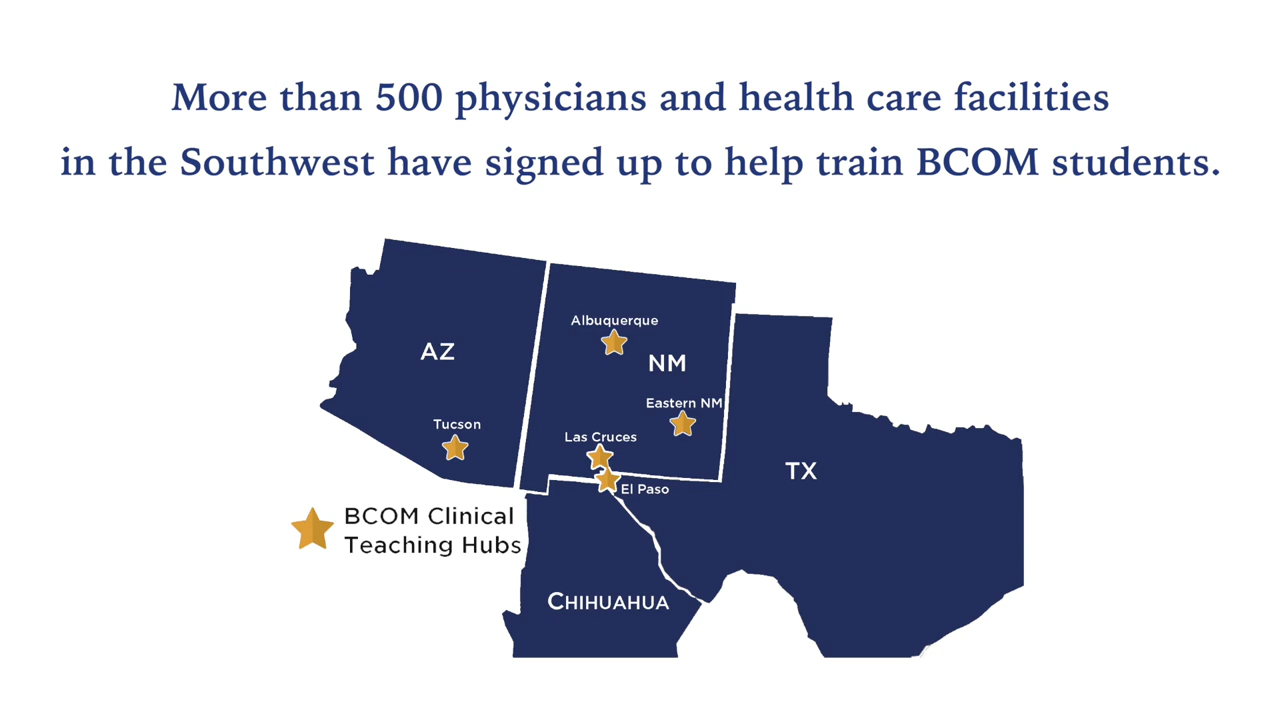 More than 500 physicians and health care facilities
in the Southwest have signed up to help train BCOM students.
Albuquerque
AZ
NM
Eastern NM
Tucson
Las Cruces
TX
El Paso
BCOM Clinical
Teaching Hubs
CHIHUAHUA